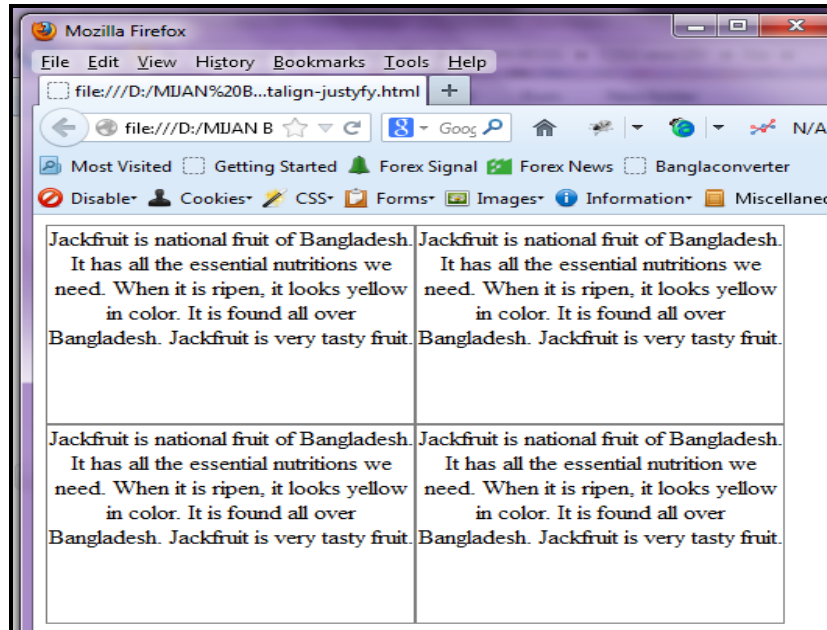 Mozilla Firefox
File Edit View History Bookmarks Tools Help
file:///D:/MIJAN%20B...talign-justyfy.html +
file:///D:/MIJAN B 8 Goog N/A
Most Visited Getting Started Forex Signal Forex News Banglaconverter
Disable Cookies CSS Forms Images Information Miscellaneo
Jackfruit is national fruit of Bangladesh.
It has all the essential nutritions we
need. When it is ripen, it looks yellow
in color. It is found all over
Bangladesh. Jackfruit is very tasty fruit.
Jackfruit is national fruit of Bangladesh.
It has all the essential nutritions we
need. When it is ripen, it looks yellow
in color. It is found all over
Bangladesh. Jackfruit is very tasty fruit.
Jackfruit is national fruit of Bangladesh.
It has all the essential nutritions we
need. When it is ripen, it looks yellow
in color. It is found all over
Bangladesh. Jackfruit is very tasty fruit.
Jackfruit is national fruit of Bangladesh.
It has all the essential nutrition we
need. When it is ripen, it looks yellow
in color. It is found all over
Bangladesh. Jackfruit is very tasty fruit.